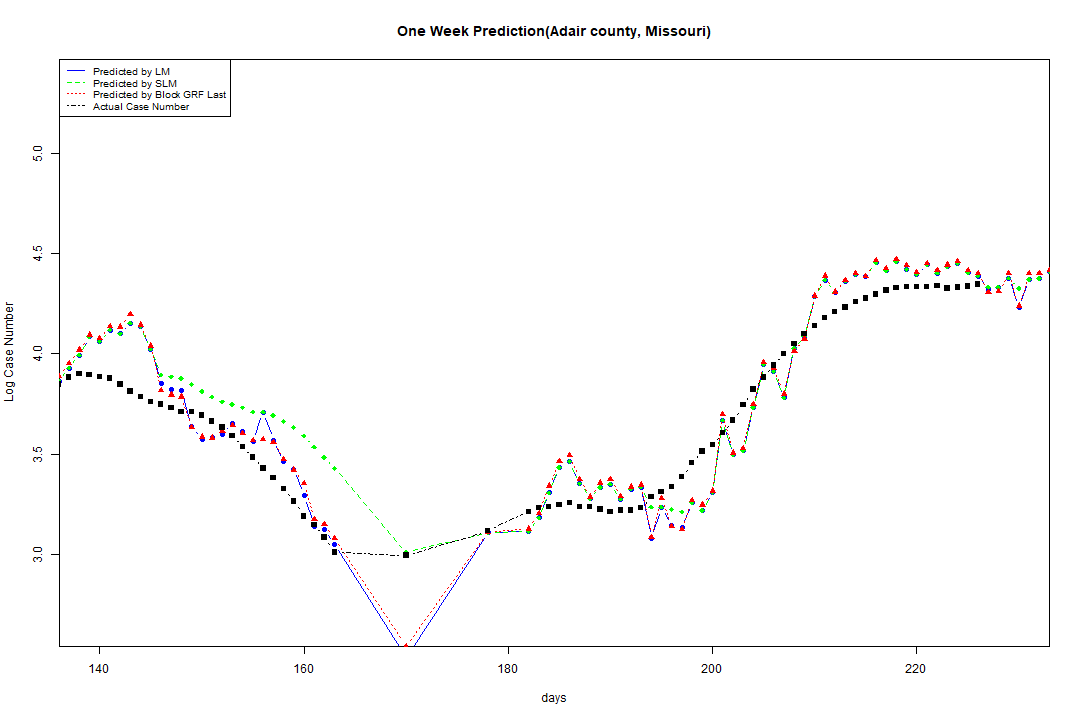 One Week Prediction(Adair county, Missouri)
Predicted by LM
Predicted by SLM
Predicted by Block GRF Last
Actual Case Number
5.0
4.5
4.0
3.5
3.0
Log Case Number
140 160 180 200 220
days